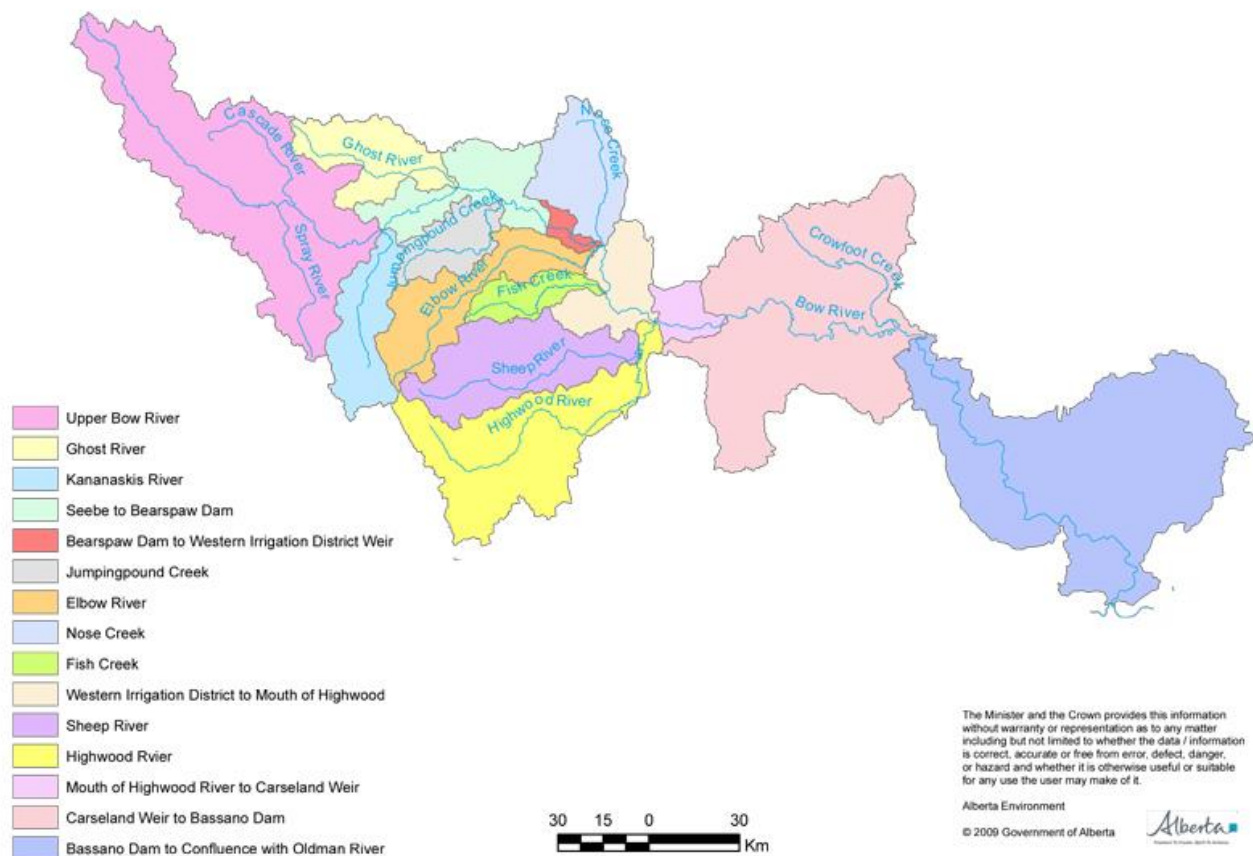 Nose Creek
Cascade River
Ghost River
Jumpingpound Creek
Spray River
Crowfoot Creek
Elbow River
Fish Creek
Bow River
Sheep River
Highwood River
Upper Bow River
Ghost River
Kananaskis River
Seebe to Bearspaw Dam
Bearspaw Dam to Western Irrigation District Weir
Jumpingpound Creek
Elbow River
Nose Creek
Fish Creek
Western Irrigation District to Mouth of Highwood
Sheep River
Highwood Rvier
Mouth of Highwood River to Carseland Weir
Carseland Weir to Bassano Dam
Bassano Dam to Confluence with Oldman River
30 15 0 30
Km
The Minister and the Crown provides this information
without warranty or representation as to any matter
including but not limited to whether the data / information
is correct, accurate or free from error, defect, danger,
or hazard and whether it is otherwise useful or suitable
for any use the user may make of it.
Alberta Environment
© 2009 Government of Alberta
Alberta